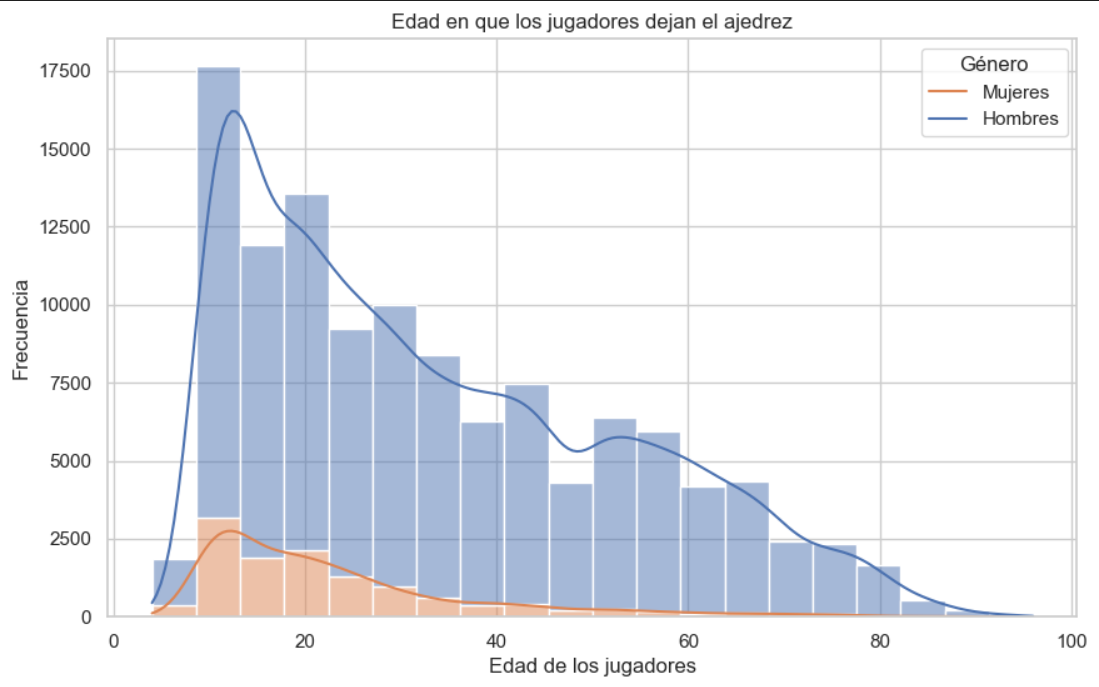 Edad en que los jugadores dejan el ajedrez
Género
Mujeres
Hombres
Frecuencia
17500
15000
12500
10000
7500
5000
2500
0
0 20 40 60 80 100
Edad de los jugadores